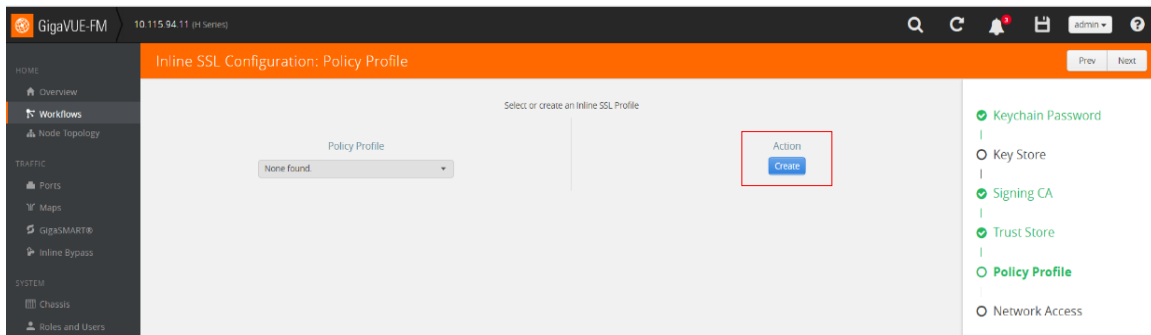 GigaVUE-FM 10.115.94.11 (H Series) 3 admin ?
Inline SSL Configuration: Policy Profile Prev Next
HOME
Overview
Workflows
Node Topology
TRAFFIC
Ports
Maps
GigaSMART®
Inline Bypass
SYSTEM
Chassis
Roles and Users
Select or create an Inline SSL Profile
Policy Profile
None found.
Action
Create
Keychain Password
Key Store
Signing CA
Trust Store
Policy Profile
Network Access